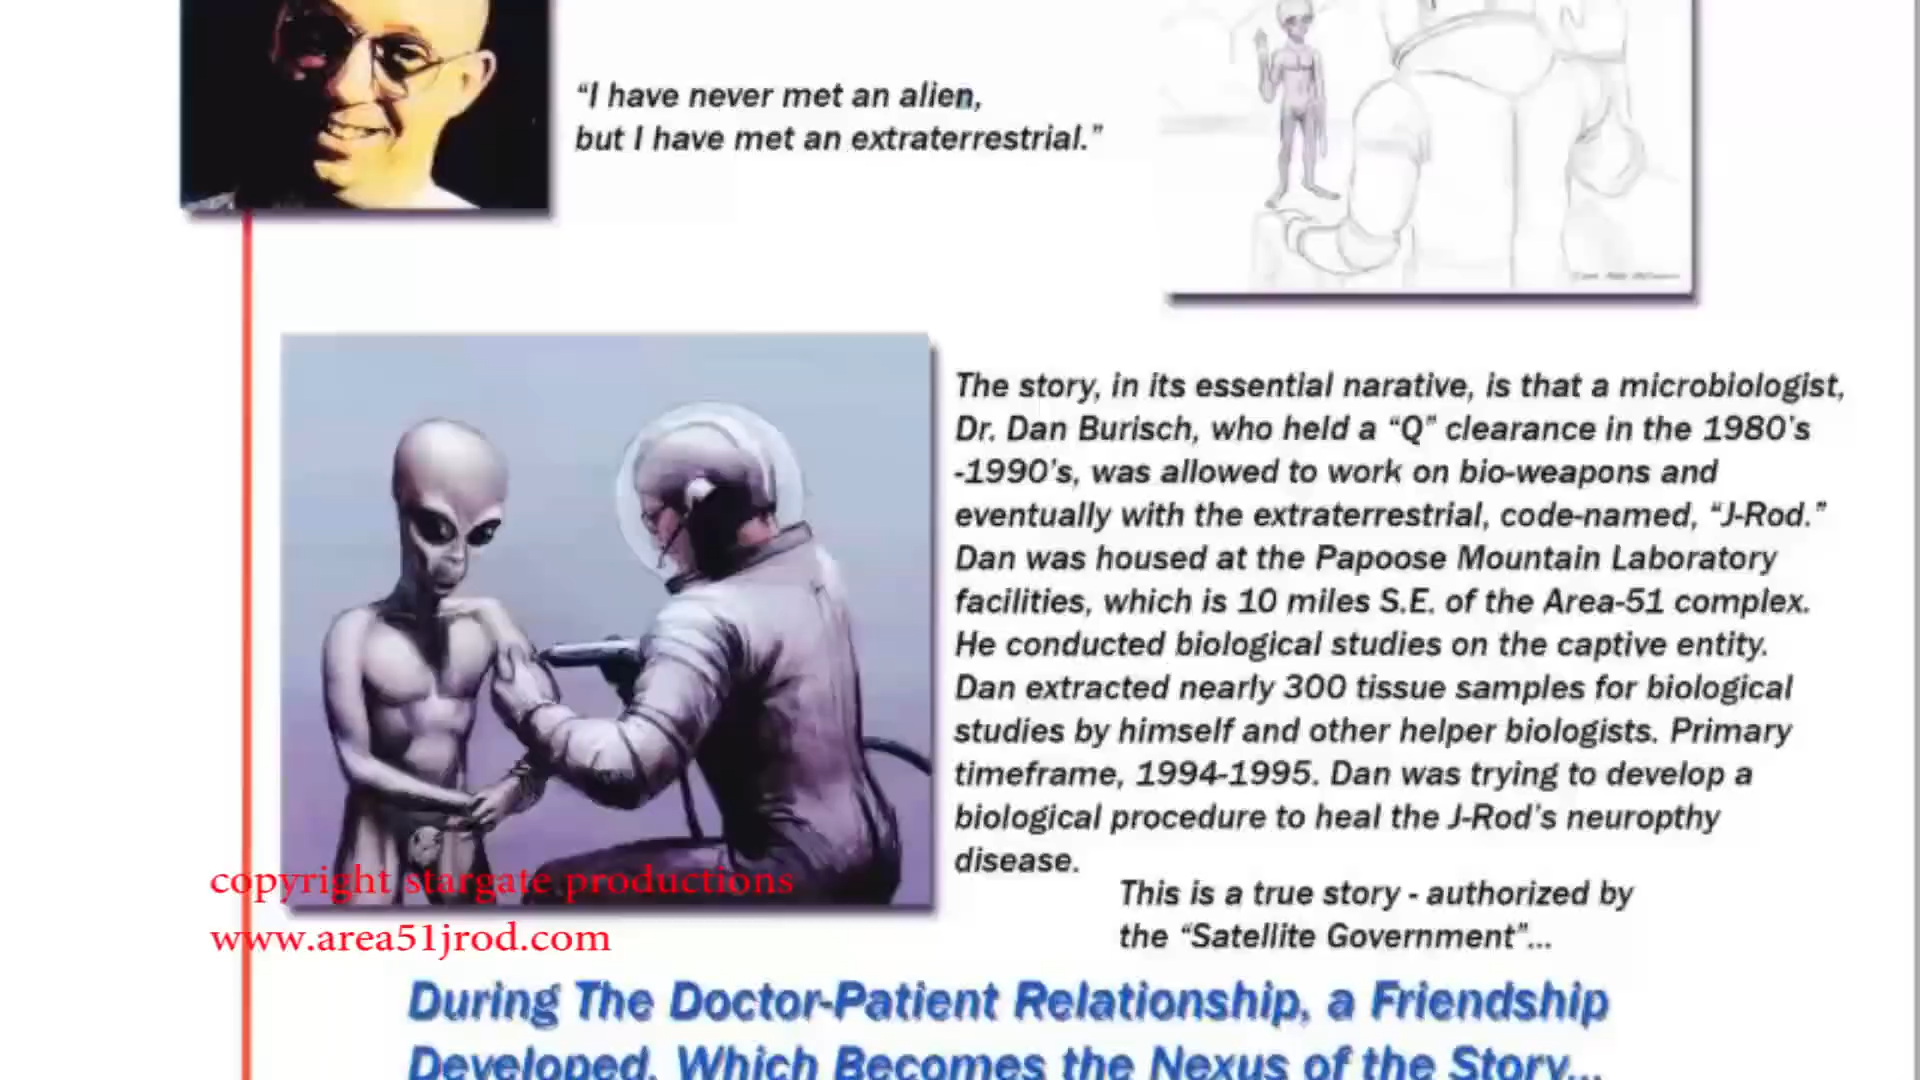 “I have never met an alien,
but I have met an extraterrestrial.”
The story, in its essential narative, is that a microbiologist,
Dr. Dan Burisch, who held a “Q” clearance in the 1980’s
-1990’s, was allowed to work on bio-weapons and
eventually with the extraterrestrial, code-named, “J-Rod.”
Dan was housed at the Papoose Mountain Laboratory
facilities, which is 10 miles S.E. of the Area-51 complex.
He conducted biological studies on the captive entity.
Dan extracted nearly 300 tissue samples for biological
studies by himself and other helper biologists. Primary
timeframe, 1994-1995. Dan was trying to develop a
biological procedure to heal the J-Rod’s neuropthy
disease.
This is a true story - authorized by
the “Satellite Government”...
copyright stargate productions
www.area51jrod.com
During The Doctor-Patient Relationship, a Friendship
Developed, Which Becomes the Nexus of the Story...